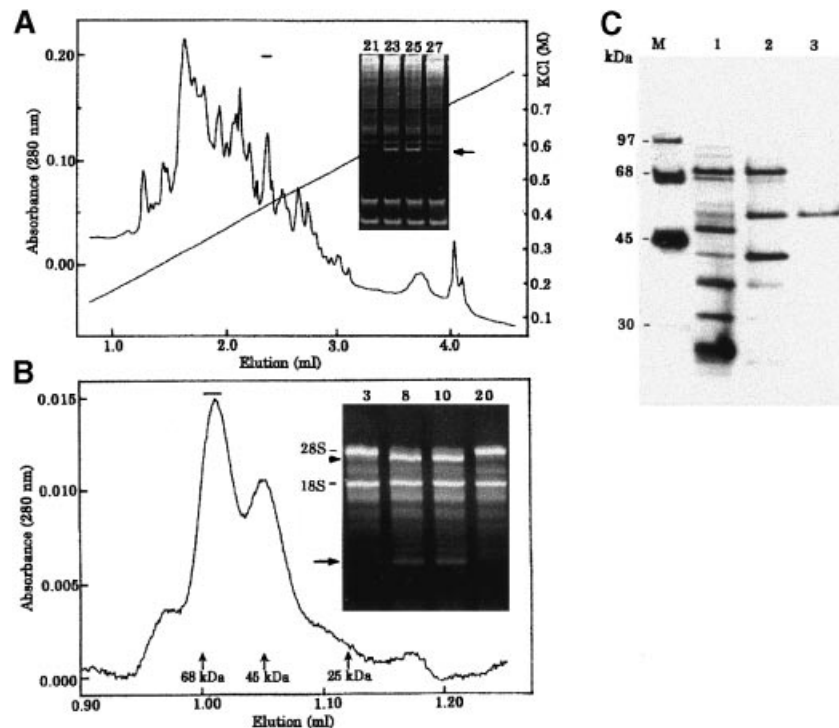 A
Absorbance (280 nm)
0.20
0.10
0.00
21 23 25 27
KCl (M)
0.7
0.6
0.5
0.4
0.3
0.2
0.1
1.0 2.0 3.0 4.0
Elution (ml)
B
Absorbance (280 nm)
0.015
0.010
0.005
0.000
3 8 10 20
28S
18S
68 kDa 45 kDa 25 kDa
0.90 1.00 1.10 1.20
Elution (ml)
C
kDa M 1 2 3
97
68
45
30